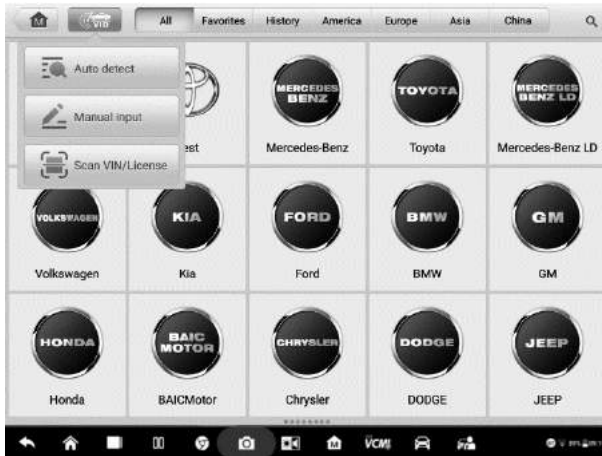 VID
All
Favorites
History
America
Europe
Asia
China
Auto detect
Manual input
Scan VIN/License
est
MERCEDES
BENZ
Mercedes-Benz
TOYOTA
Toyota
MERCEDES
BENZ LD
Mercedes-Benz LD
VOLKSWAGEN
Volkswagen
KIA
Kia
FORD
Ford
BMW
BMW
GM
GM
HONDA
Honda
BAIC
MOTOR
BAICMotor
CHRYSLER
Chrysler
DODGE
DODGE
JEEP
JEEP
VCMI